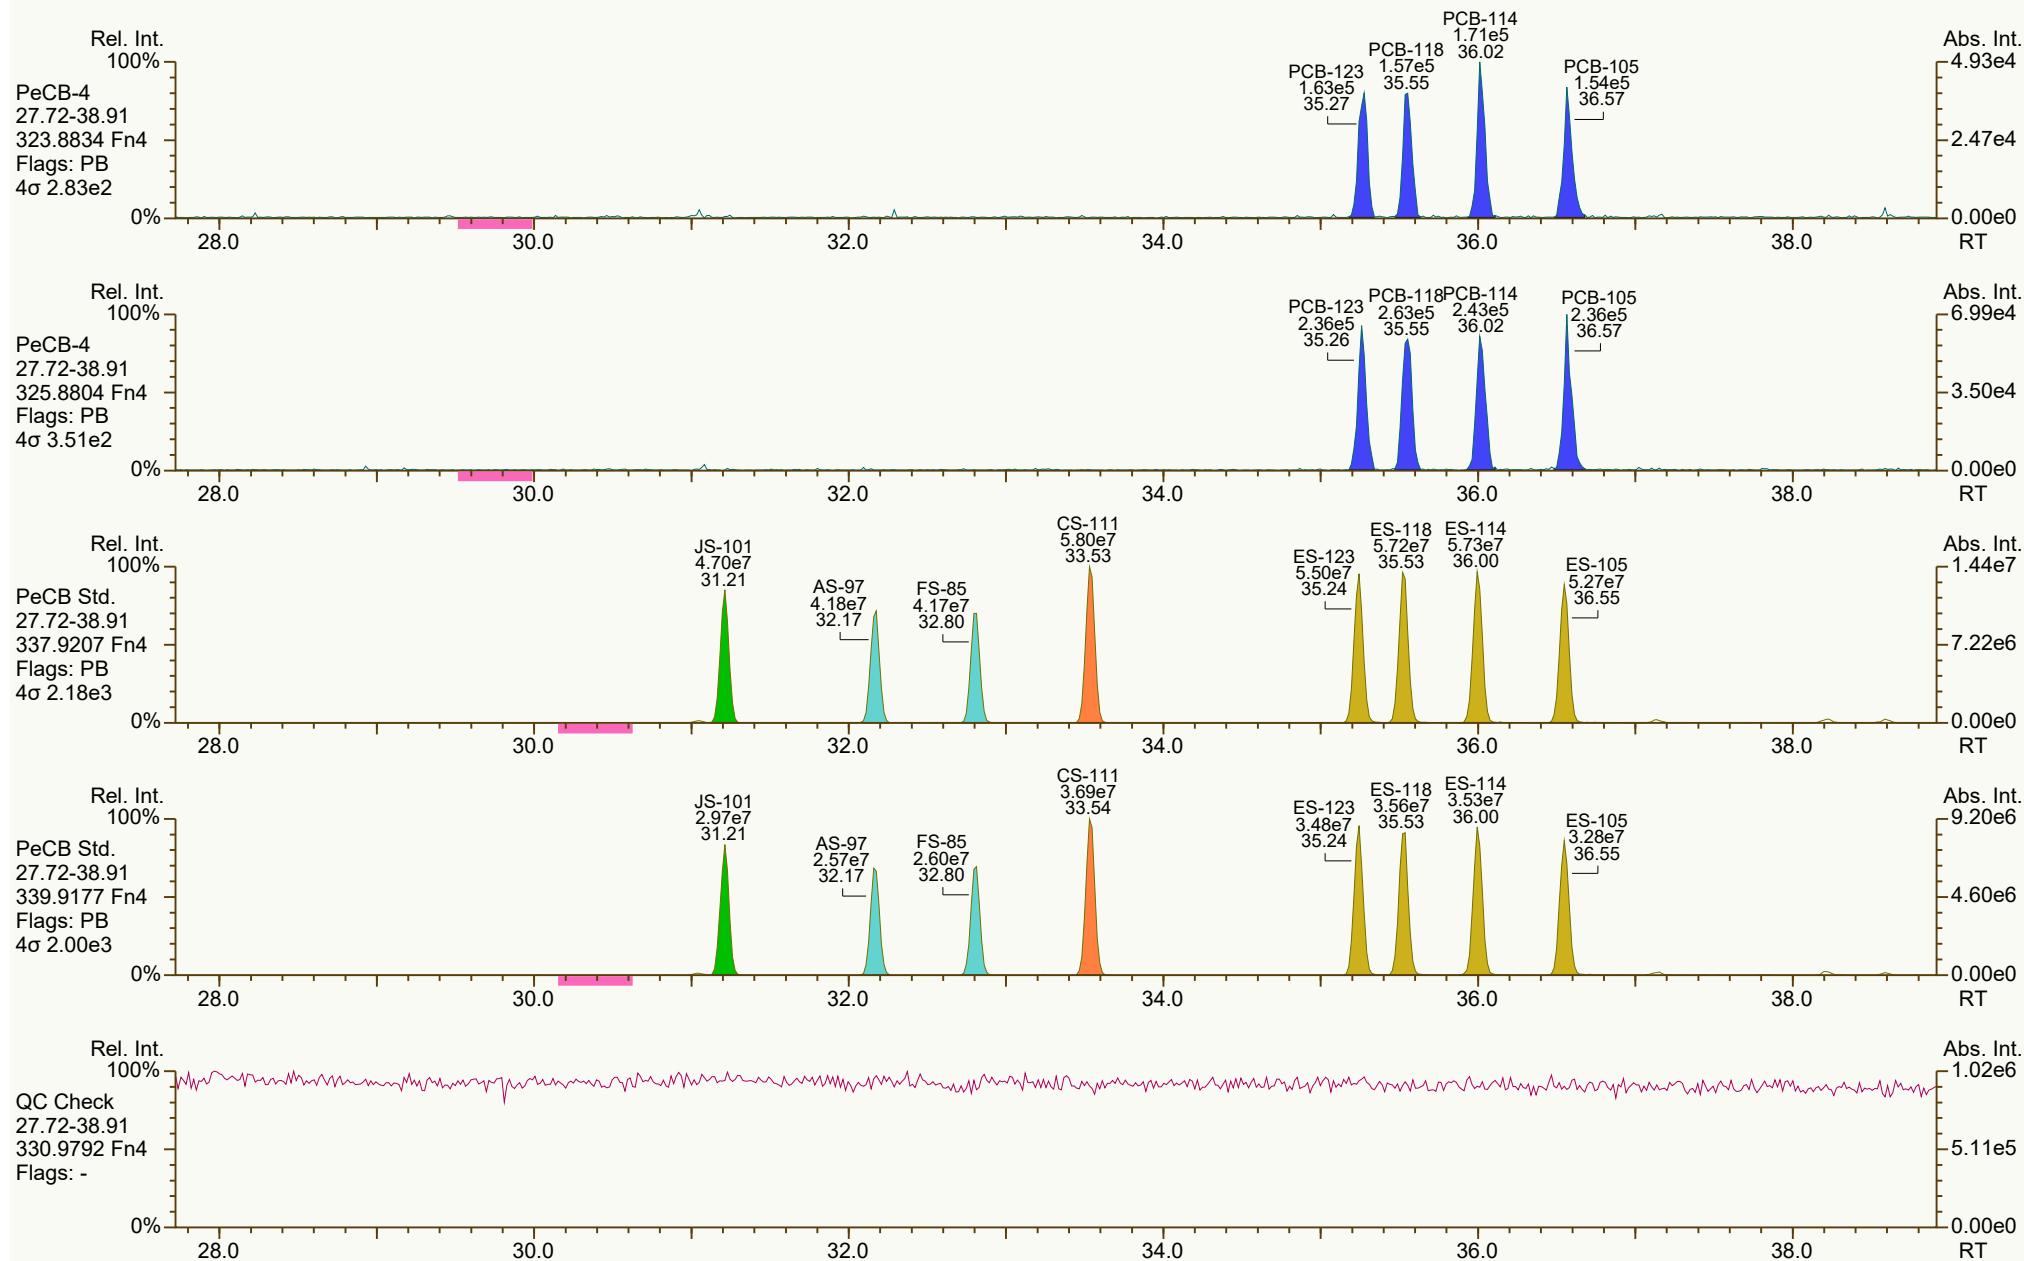 Rel. Int.
100%
0%
PeCB-4
27.72-38.91
323.8834 Fn4
Flags: PB
4σ 2.83e2
PCB-123
1.63e5
35.27
PCB-118
1.57e5
35.55
PCB-114
1.71e5
36.02
PCB-105
1.54e5
36.57
Abs. Int.
4.93e4
2.47e4
0.00e0
28.0 30.0 32.0 34.0 36.0 38.0 RT
Rel. Int.
100%
0%
PeCB-4
27.72-38.91
325.8804 Fn4
Flags: PB
4σ 3.51e2
PCB-123
2.36e5
35.26
PCB-118
2.63e5
35.55
PCB-114
2.43e5
36.02
PCB-105
2.36e5
36.57
Abs. Int.
6.99e4
3.50e4
0.00e0
28.0 30.0 32.0 34.0 36.0 38.0 RT
Rel. Int.
100%
0%
PeCB Std.
27.72-38.91
337.9207 Fn4
Flags: PB
4σ 2.18e3
JS-101
4.70e7
31.21
AS-97
4.18e7
32.17
FS-85
4.17e7
32.80
CS-111
5.80e7
33.53
ES-123
5.50e7
35.24
ES-118
5.72e7
35.53
ES-114
5.73e7
36.00
ES-105
5.27e7
36.55
Abs. Int.
1.44e7
7.22e6
0.00e0
28.0 30.0 32.0 34.0 36.0 38.0 RT
Rel. Int.
100%
0%
PeCB Std.
27.72-38.91
339.9177 Fn4
Flags: PB
4σ 2.00e3
JS-101
2.97e7
31.21
AS-97
2.57e7
32.17
FS-85
2.60e7
32.80
CS-111
3.69e7
33.54
ES-123
3.48e7
35.24
ES-118
3.56e7
35.53
ES-114
3.53e7
36.00
ES-105
3.28e7
36.55
Abs. Int.
9.20e6
4.60e6
0.00e0
28.0 30.0 32.0 34.0 36.0 38.0 RT
Rel. Int.
100%
0%
QC Check
27.72-38.91
330.9792 Fn4
Flags: -
Abs. Int.
1.02e6
5.11e5
0.00e0
28.0 30.0 32.0 34.0 36.0 38.0 RT